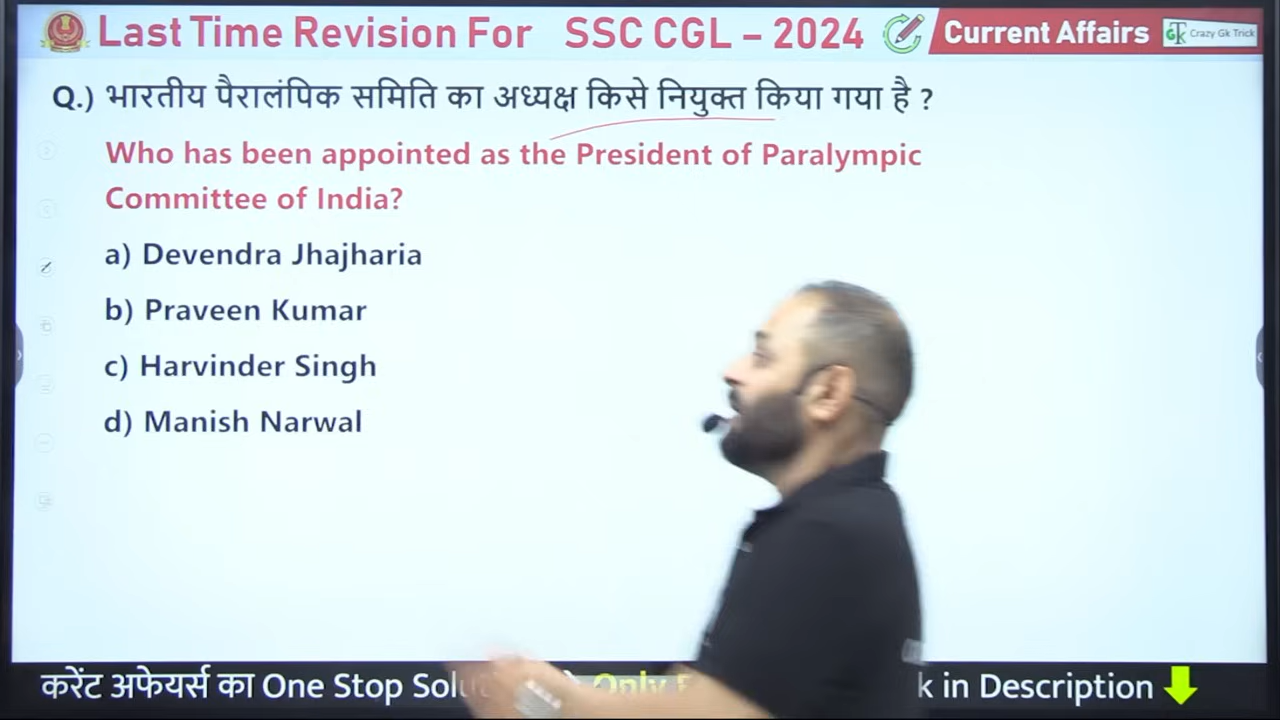 Last Time Revision For SSC CGL – 2024
Current Affairs
GK Crazy Gk Trick
Q.) भारतीय पैरालंपिक समिति का अध्यक्ष किसे नियुक्त किया गया है ?
Who has been appointed as the President of Paralympic
Committee of India?
a) Devendra Jhajharia
b) Praveen Kumar
c) Harvinder Singh
d) Manish Narwal
करेंट अफेयर्स का One Stop Only k in Description